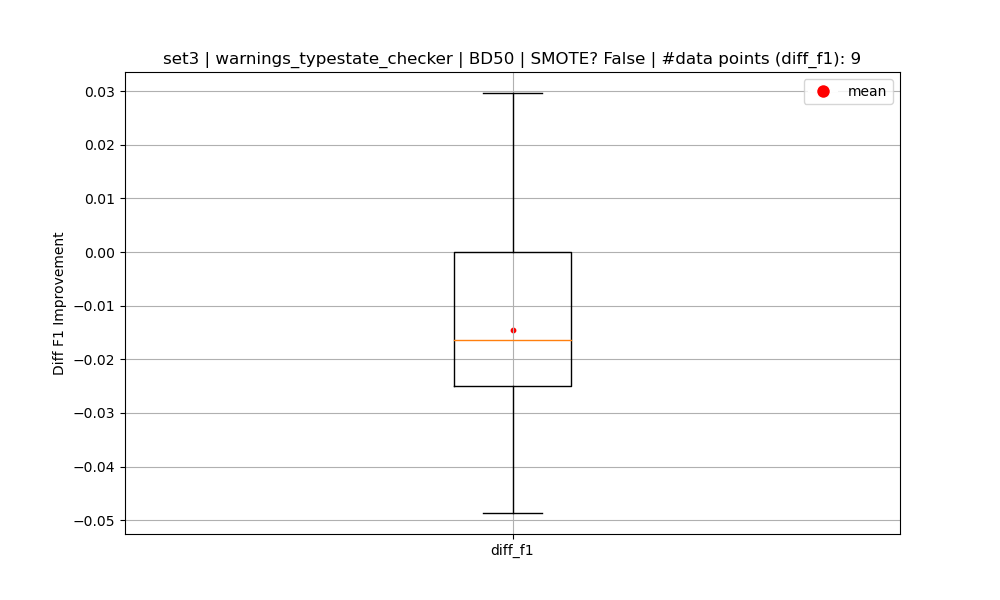 set3 | warnings_typestate_checker | BD50 | SMOTE? False | #data points (diff_f1): 9
mean
Diff F1 Improvement
0.03
0.02
0.01
0.00
−0.01
−0.02
−0.03
−0.04
−0.05
diff_f1